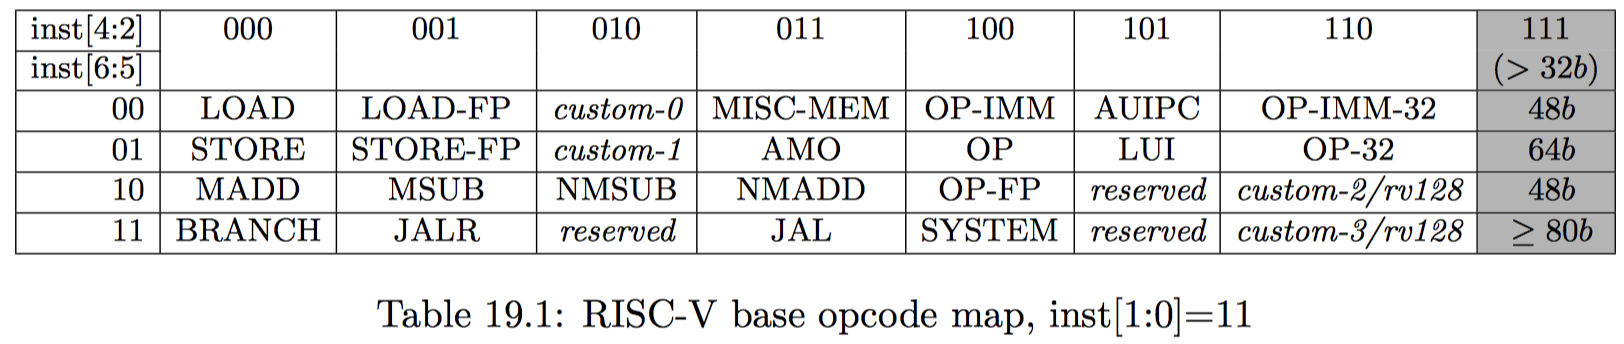 inst[4:2] 000 001 010 011 100 101 110 111
inst[6:5] (> 32b)
00 LOAD LOAD-FP custom-0 MISC-MEM OP-IMM AUIPC OP-IMM-32 48b
01 STORE STORE-FP custom-1 AMO OP LUI OP-32 64b
10 MADD MSUB NMSUB NMADD OP-FP reserved custom-2/rv128 48b
11 BRANCH JALR reserved JAL SYSTEM reserved custom-3/rv128 ≥ 80b
Table 19.1: RISC-V base opcode map, inst[1:0]=11